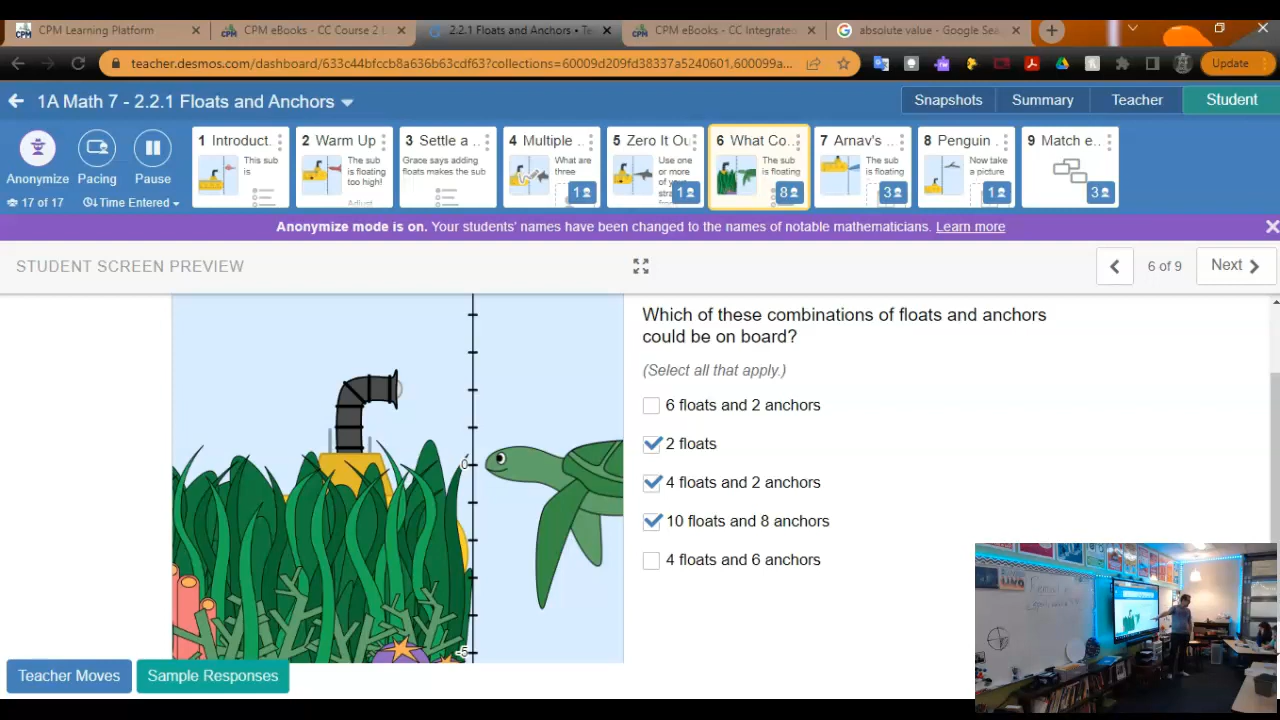 CPM Learning Platform
CPM eBooks - CC Course 2
2.2.1 Floats and Anchors • Te
CPM eBooks - CC Integrated
absolute value - Google Sea
teacher.desmos.com/dashboard/633c44bfccb8a636b63cdf63?collections=60009d209fd38337a5240601,600099a...
Update
1A Math 7 - 2.2.1 Floats and Anchors
Snapshots
Summary
Teacher
Student
Anonymize
Pacing
Pause
17 of 17
Time Entered
1 Introduct.
This sub is
2 Warm Up
The sub is floating too high!
Adjust
3 Settle a ...
Grace says adding floats makes the sub
4 Multiple ...
What are three
1
5 Zero It Ou
Use one or more of your
1
6 What Co...
The sub is floating
8
7 Arnav's
The sub is floating
3
8 Penguin
Now take a picture
1
9 Match e...
3
Anonymize mode is on. Your students' names have been changed to the names of notable mathematicians. Learn more
STUDENT SCREEN PREVIEW
6 of 9
Next
Which of these combinations of floats and anchors
could be on board?
(Select all that apply.)
6 floats and 2 anchors
2 floats
4 floats and 2 anchors
10 floats and 8 anchors
4 floats and 6 anchors
0
-5
Teacher Moves
Sample Responses